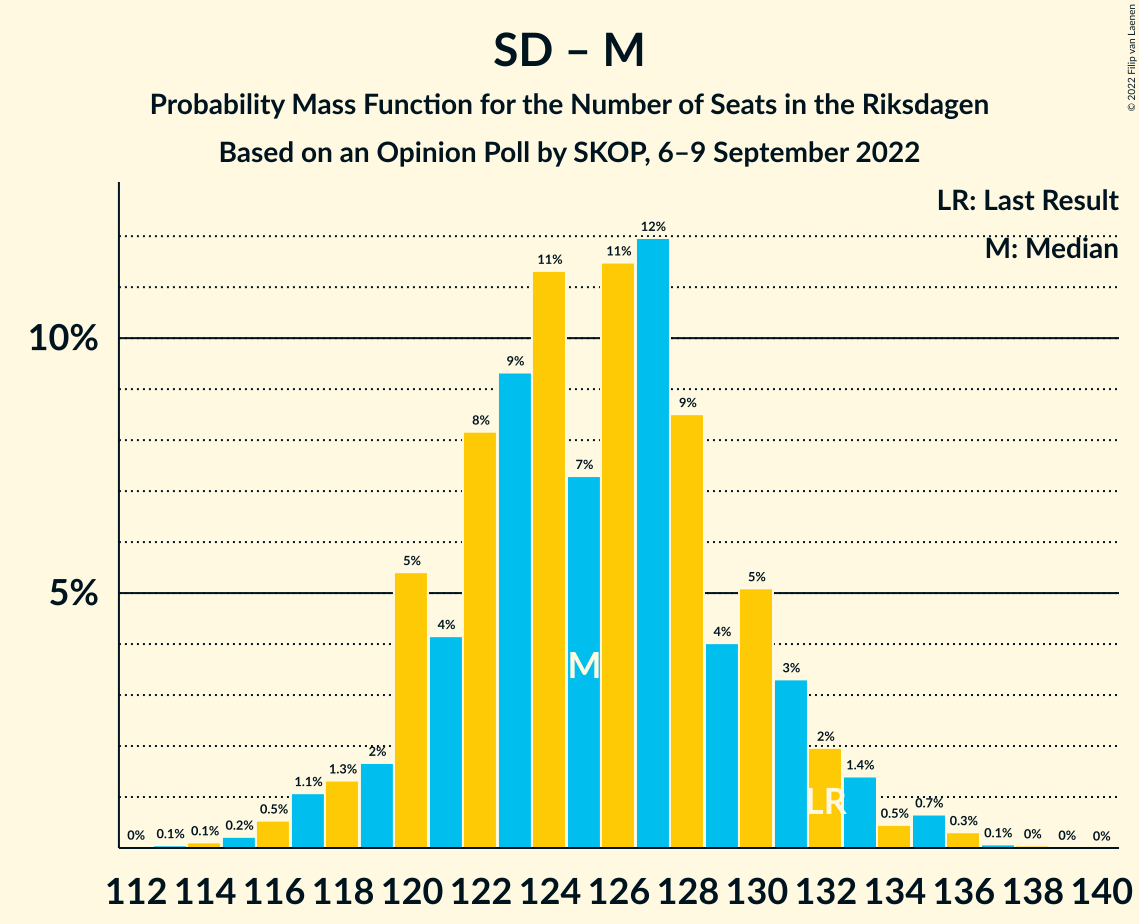 SD – M
Probability Mass Function for the Number of Seats in the Riksdagen
Based on an Opinion Poll by SKOP, 6–9 September 2022
© 2022 Filip van Laenen
LR: Last Result
M: Median
10%
5%
0% 0.1% 0.1% 0.2% 0.5% 1.1% 1.3% 2% 5% 4% 8% 9% 11% 7% 11% 12% 9% 4% 5% 3% 2% 1.4% 0.5% 0.7% 0.3% 0.1% 0% 0% 0%
M
LR
112 114 116 118 120 122 124 126 128 130 132 134 136 138 140